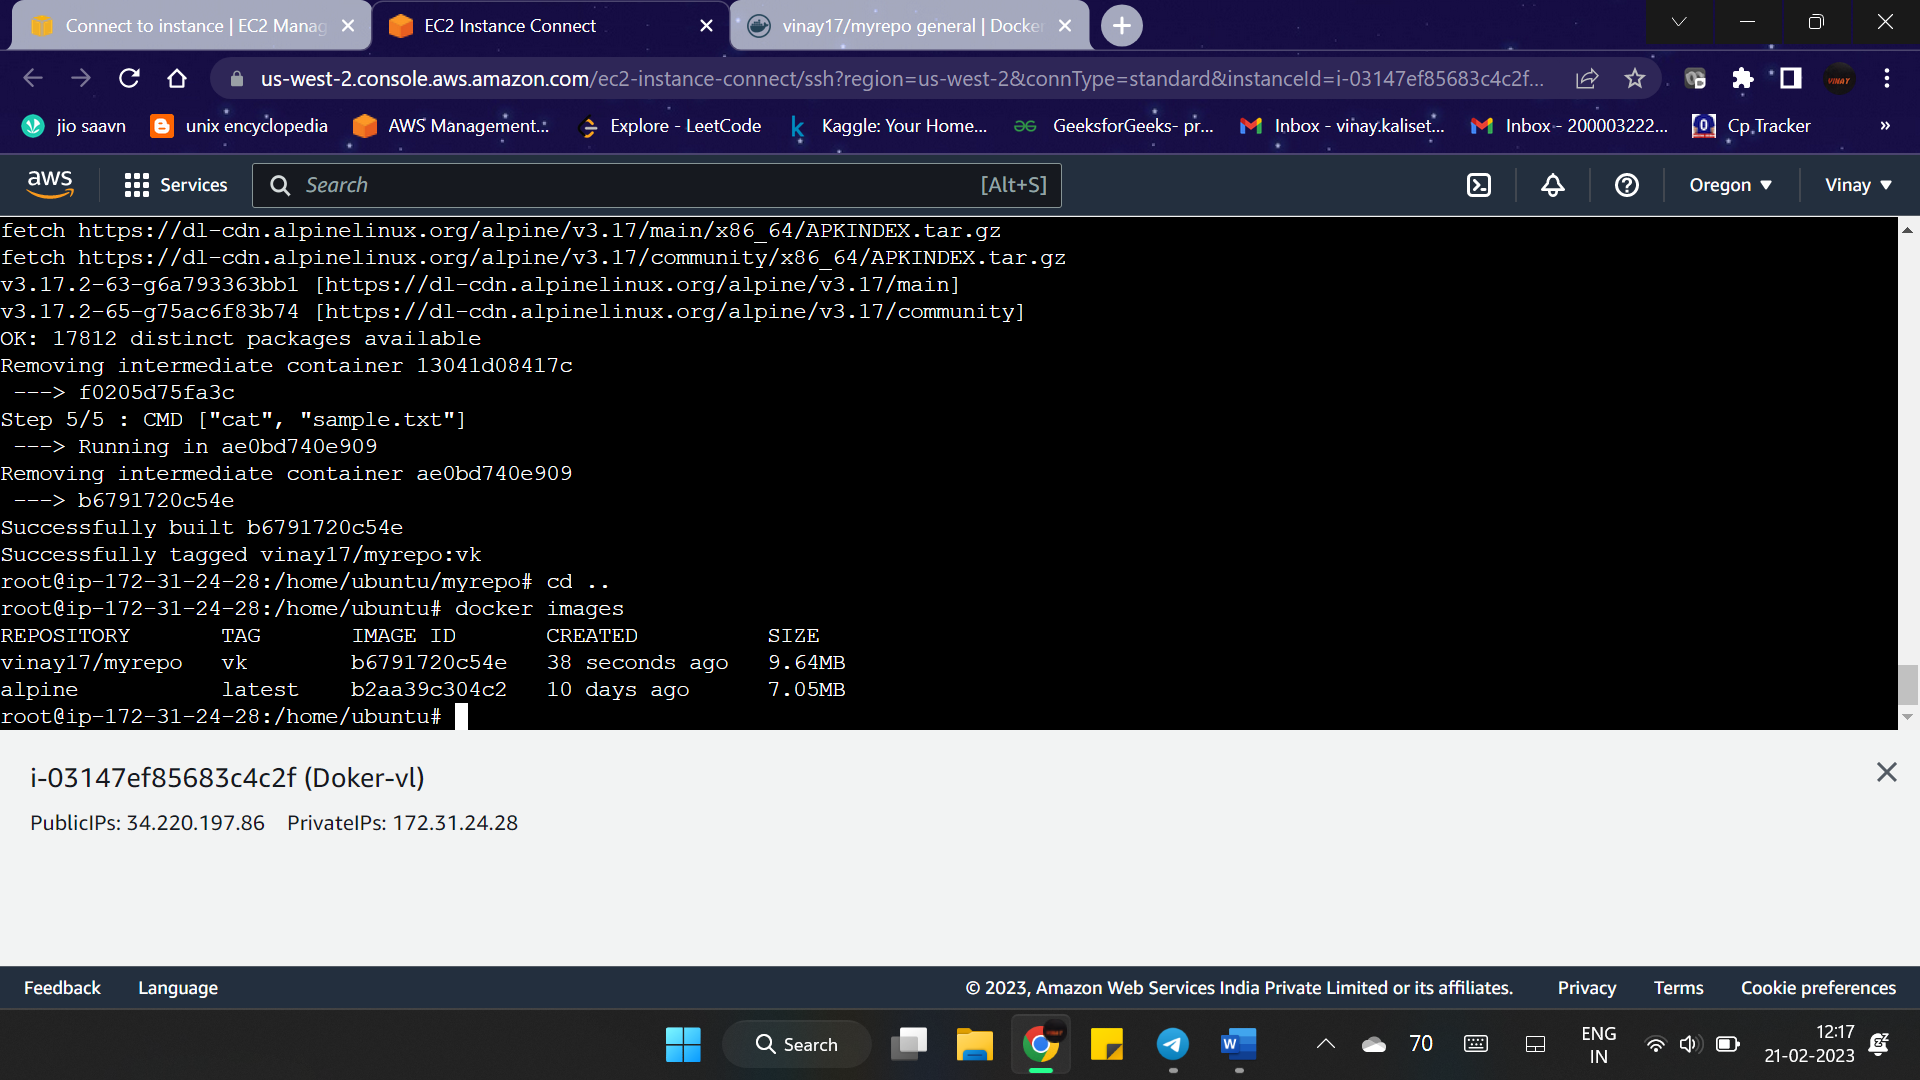 Connect to instance | EC2 Manag
EC2 Instance Connect
vinay17/myrepo general | Docker
us-west-2.console.aws.amazon.com/ec2-instance-connect/ssh?region=us-west-2&connType=standard&instanceId=i-03147ef85683c4c2f...
VINAY
jio saavn
unix encyclopedia
AWS Management...
Explore - LeetCode
Kaggle: Your Home...
GeeksforGeeks- pr...
Inbox - vinay.kaliset...
Inbox - 200003222...
Cp Tracker
»
aws
Services
Search
[Alt+S]
Oregon
Vinay
fetch https://dl-cdn.alpinelinux.org/alpine/v3.17/main/x86_64/APKINDEX.tar.gz
fetch https://dl-cdn.alpinelinux.org/alpine/v3.17/community/x86_64/APKINDEX.tar.gz
v3.17.2-63-g6a793363bb1 [https://dl-cdn.alpinelinux.org/alpine/v3.17/main]
v3.17.2-65-g75ac6f83b74 [https://dl-cdn.alpinelinux.org/alpine/v3.17/community]
OK: 17812 distinct packages available
Removing intermediate container 13041d08417c
 ---> f0205d75fa3c
Step 5/5 : CMD ["cat", "sample.txt"]
 ---> Running in ae0bd740e909
Removing intermediate container ae0bd740e909
 ---> b6791720c54e
Successfully built b6791720c54e
Successfully tagged vinay17/myrepo:vk
root@ip-172-31-24-28:/home/ubuntu/myrepo# cd ..
root@ip-172-31-24-28:/home/ubuntu# docker images
REPOSITORY TAG IMAGE ID CREATED SIZE
vinay17/myrepo vk b6791720c54e 38 seconds ago 9.64MB
alpine latest b2aa39c304c2 10 days ago 7.05MB
root@ip-172-31-24-28:/home/ubuntu#
i-03147ef85683c4c2f (Doker-vl)
PublicIPs: 34.220.197.86 PrivateIPs: 172.31.24.28
Feedback Language © 2023, Amazon Web Services India Private Limited or its affiliates. Privacy Terms Cookie preferences
Search
70
ENG
IN
12:17
21-02-2023